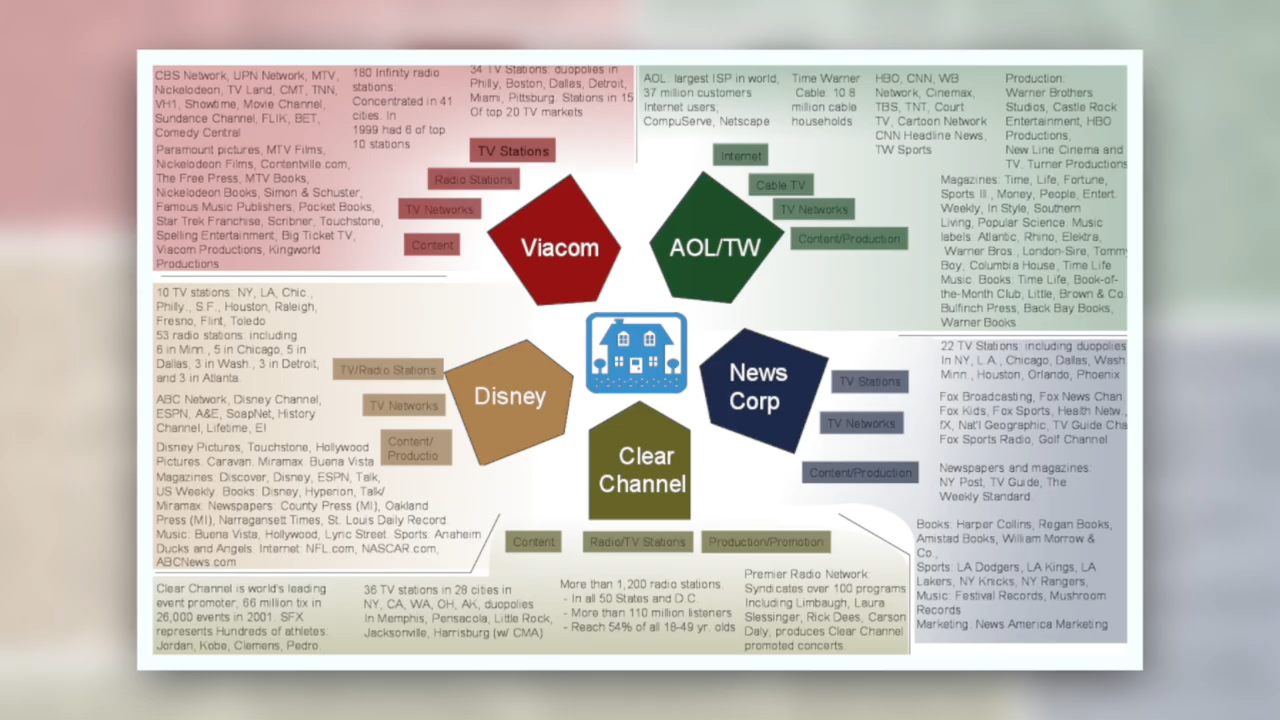 CBS Network, UPN Network, MTV,
Nickelodeon, TV Land, CMT, TNN,
VH1, Showtime, Movie Channel,
Sundance Channel, FLIK, BET,
Comedy Central
Paramount pictures, MTV Films,
Nickelodeon Films, Contentville.com,
The Free Press, MTV Books,
Nickelodeon Books, Simon & Schuster,
Famous Music Publishers, Pocket Books,
Star Trek Franchise, Scribner, Touchstone,
Spelling Entertainment, Big Ticket TV,
Viacom Productions, Kingworld
Productions
180 Infinity radio
stations:
Concentrated in 41
cities. In
1999 had 6 of top
10 stations
34 TV Stations: duopolies in
Philly, Boston, Dallas, Detroit,
Miami, Pittsburg. Stations in 15
Of top 20 TV markets
TV Stations
Radio Stations
TV Networks
Content
Viacom
AOL: largest ISP in world,
37 million customers
Internet users;
CompuServe, Netscape
Time Warner
Cable: 10.8
million cable
households
HBO, CNN, WB
Network, Cinemax,
TBS, TNT, Court
TV, Cartoon Network
CNN Headline News,
TW Sports
Production:
Warner Brothers
Studios, Castle Rock
Entertainment, HBO
Productions,
New Line Cinema and
TV, Turner Productions
Magazines: Time, Life, Fortune,
Sports Ill., Money, People, Entert.
Weekly, In Style, Southern
Living, Popular Science. Music
labels: Atlantic, Rhino, Elektra,
Warner Bros., London-Sire, Tommy
Boy, Columbia House, Time Life
Music. Books: Time Life, Book-of-
the-Month Club, Little, Brown & Co.
Bulfinch Press, Back Bay Books,
Warner Books
Internet
Cable TV
TV Networks
Content/Production
AOL/TW
10 TV stations: NY, LA, Chic.,
Philly., S.F., Houston, Raleigh,
Fresno, Flint, Toledo
53 radio stations: including
6 in Minn., 5 in Chicago, 5 in
Dallas, 3 in Wash., 3 in Detroit,
and 3 in Atlanta.
ABC Network, Disney Channel,
ESPN, A&E, SoapNet, History
Channel, Lifetime, E!
Disney Pictures, Touchstone, Hollywood
Pictures. Caravan. Miramax. Buena Vista
Magazines: Discover, Disney, ESPN, Talk,
US Weekly. Books: Disney, Hyperion, Talk/
Miramax. Newspapers: County Press (MI), Oakland
Press (MI), Narragansett Times, St. Louis Daily Record.
Music: Buena Vista, Hollywood, Lyric Street. Sports: Anaheim
Ducks and Angels. Internet: NFL.com, NASCAR.com,
ABCNews.com
TV/Radio Stations
TV Networks
Content/
Productio
Disney
News
Corp
TV Stations
TV Networks
Content/Production
22 TV Stations: including duopolies
In NY, L.A., Chicago, Dallas, Wash
Minn., Houston, Orlando, Phoenix
Fox Broadcasting, Fox News Chan
Fox Kids, Fox Sports, Health Netw.,
fX, Nat'l Geographic, TV Guide Cha
Fox Sports Radio, Golf Channel
Newspapers and magazines:
NY Post, TV Guide, The
Weekly Standard.
Books: Harper Collins, Regan Books,
Amistad Books, William Morrow &
Co.,
Sports: LA Dodgers, LA Kings, LA
Lakers, NY Knicks, NY Rangers,
Music: Festival Records, Mushroom
Records
Marketing: News America Marketing
Clear
Channel
Content
Radio/TV Stations
Production/Promotion
Clear Channel is world's leading
event promoter, 66 million tix in
26,000 events in 2001. SFX
represents Hundreds of athletes:
Jordan, Kobe, Clemens, Pedro.
36 TV stations in 28 cities in
NY, CA, WA, OH, AK, duopolies
In Memphis, Pensacola, Little Rock,
Jacksonville, Harrisburg (w/ CMA)
More than 1,200 radio stations.
- In all 50 States and D.C.
- More than 110 million listeners
- Reach 54% of all 18-49 yr. olds
Premier Radio Network:
Syndicates over 100 programs
Including Limbaugh, Laura
Slessinger, Rick Dees, Carson
Daly, produces Clear Channel
promoted concerts.